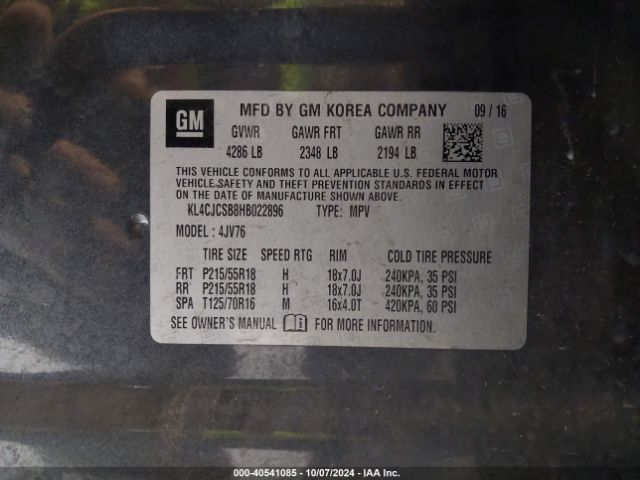 GM
MFD BY GM KOREA COMPANY 09/16
GVWR GAWR FRT GAWR RR
4286 LB 2348 LB 2194 LB
THIS VEHICLE CONFORMS TO ALL APPLICABLE U.S. FEDERAL MOTOR
VEHICLE SAFETY AND THEFT PREVENTION STANDARDS IN EFFECT
ON THE DATE OF MANUFACTURE SHOWN ABOVE.
KL4CJCSB8HB022896 TYPE: MPV
MODEL: 4JV76
TIRE SIZE SPEED RTG RIM COLD TIRE PRESSURE
FRT P215/55R18 H 18x7.0J 240KPA, 35 PSI
RR P215/55R18 H 18x7.0J 240KPA, 35 PSI
SPA T125/70R16 M 16x4.0T 420KPA, 60 PSI
SEE OWNER'S MANUAL FOR MORE INFORMATION.
000-40541085 - 10/07/2024 - IAA Inc.